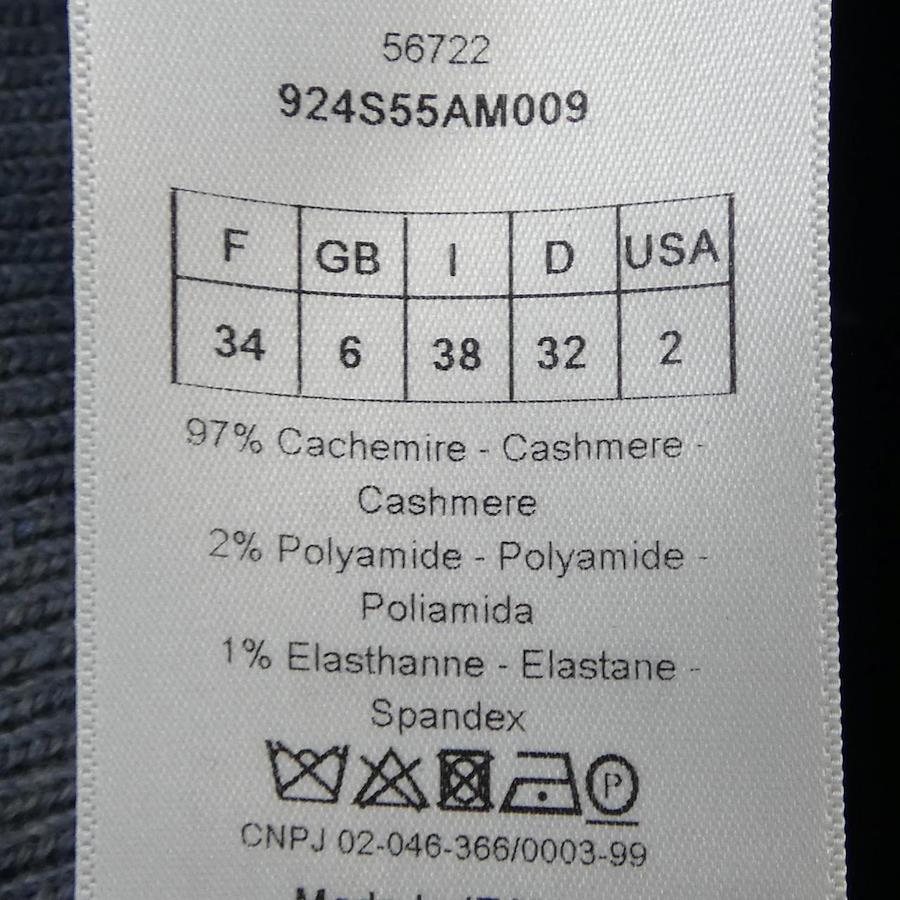 56722
924S55AM009
F GB I D USA
34 6 38 32 2
97% Cachemire - Cashmere -
Cashmere
2% Polyamide - Polyamide -
Poliamida
1% Elasthanne - Elastane -
Spandex
P
CNPJ 02-046-366/0003-99